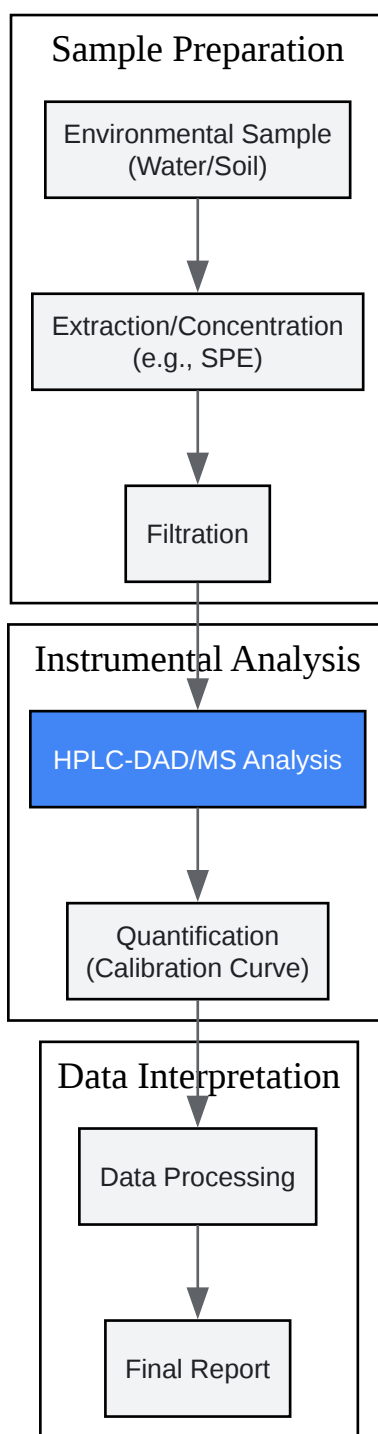 Sample Preparation
Environmental Sample
(Water/Soil)
Extraction/Concentration
(e.g., SPE)
Filtration
Instrumental Analysis
HPLC-DAD/MS Analysis
Quantification
(Calibration Curve)
Data Interpretation
Data Processing
Final Report